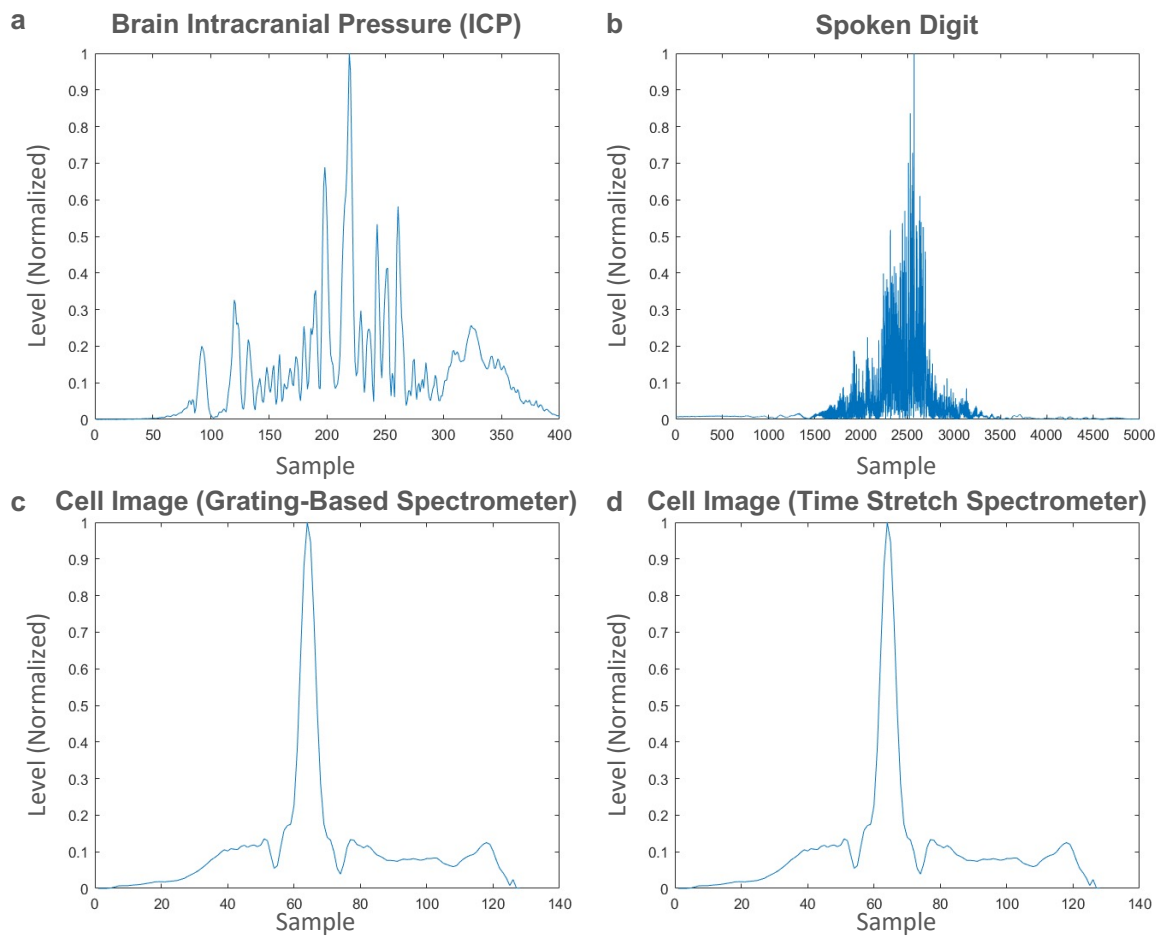 a Brain Intracranial Pressure (ICP)
1
0.9
0.8
0.7
0.6
0.5
0.4
0.3
0.2
0.1
0
Level (Normalized)
0 50 100 150 200 250 300 350 400
Sample
b Spoken Digit
1
0.9
0.8
0.7
0.6
0.5
0.4
0.3
0.2
0.1
0
Level (Normalized)
0 500 1000 1500 2000 2500 3000 3500 4000 4500 5000
Sample
c Cell Image (Grating-Based Spectrometer)
1
0.9
0.8
0.7
0.6
0.5
0.4
0.3
0.2
0.1
0
Level (Normalized)
0 20 40 60 80 100 120 140
Sample
d Cell Image (Time Stretch Spectrometer)
1
0.9
0.8
0.7
0.6
0.5
0.4
0.3
0.2
0.1
0
Level (Normalized)
0 20 40 60 80 100 120 140
Sample